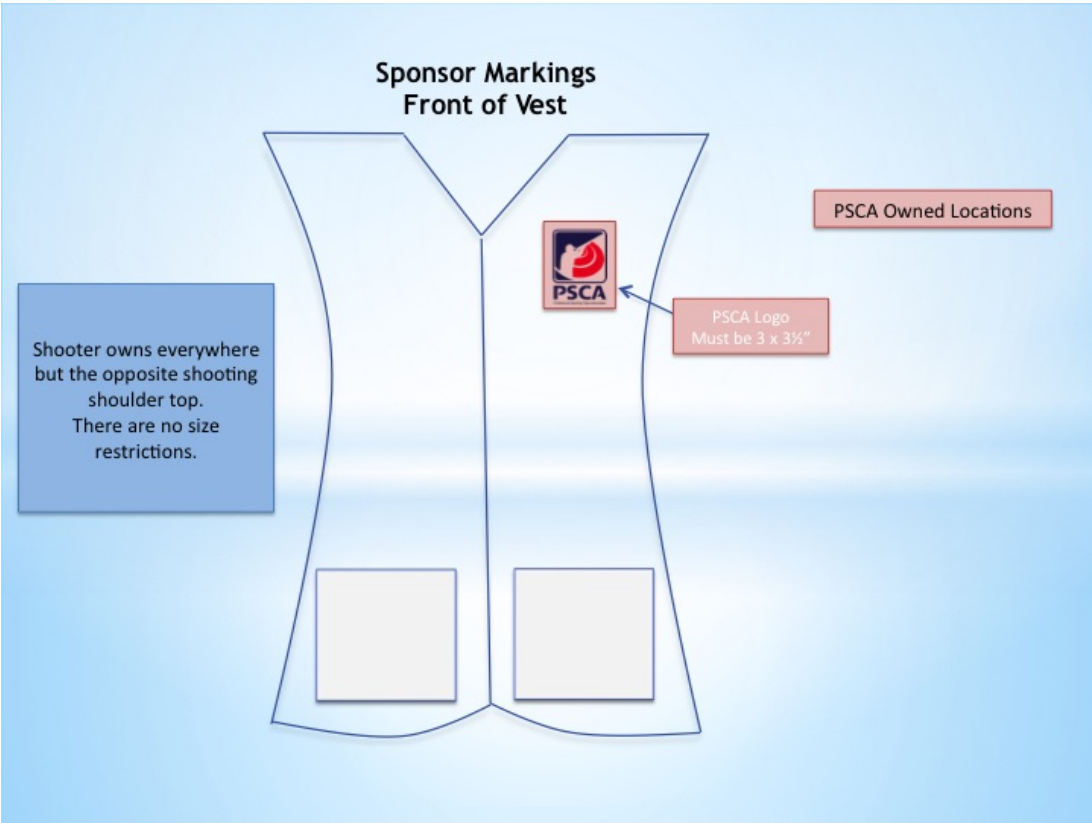 Sponsor Markings
Front of Vest
PSCA Owned Locations
PSCA
PSCA Logo
Must be 3 x 3½”
Shooter owns everywhere
but the opposite shooting
shoulder top.
There are no size
restrictions.